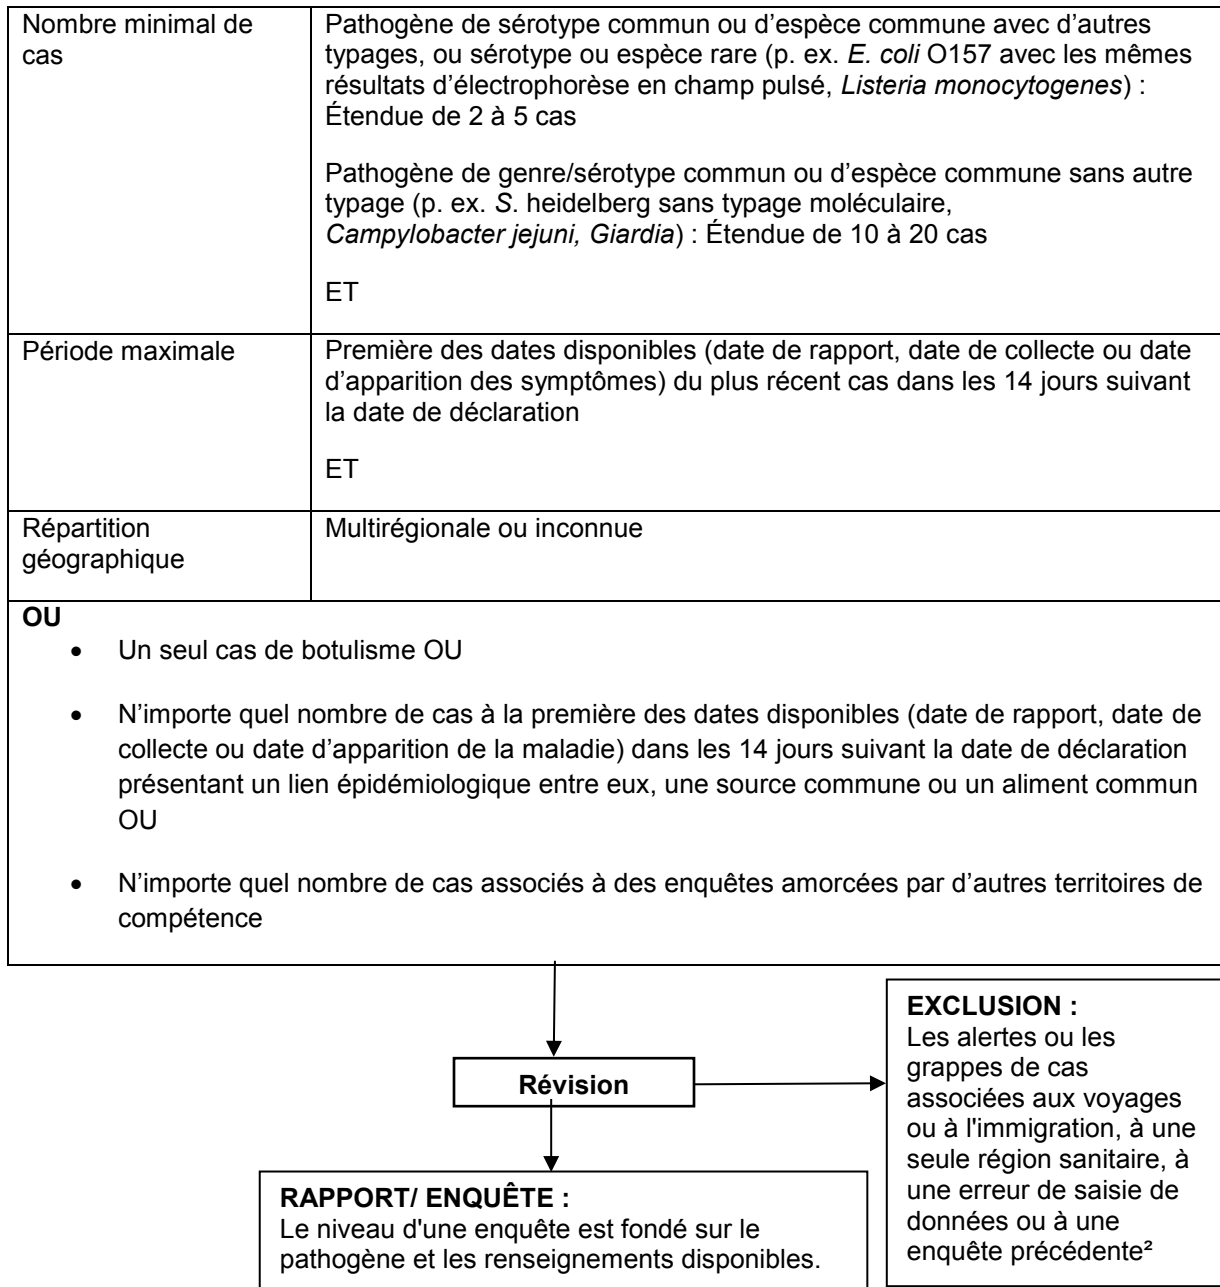 Nombre minimal de
cas
Pathogène de sérotype commun ou d’espèce commune avec d’autres
typages, ou sérotype ou espèce rare (p. ex. E. coli O157 avec les mêmes
résultats d’électrophorèse en champ pulsé, Listeria monocytogenes) :
Étendue de 2 à 5 cas
Pathogène de genre/sérotype commun ou d’espèce commune sans autre
typage (p. ex. S. heidelberg sans typage moléculaire,
Campylobacter jejuni, Giardia) : Étendue de 10 à 20 cas
ET
Période maximale
Première des dates disponibles (date de rapport, date de collecte ou date
d’apparition des symptômes) du plus récent cas dans les 14 jours suivant
la date de déclaration
ET
Répartition
géographique
Multirégionale ou inconnue
OU
• Un seul cas de botulisme OU
• N’importe quel nombre de cas à la première des dates disponibles (date de rapport, date de
collecte ou date d’apparition de la maladie) dans les 14 jours suivant la date de déclaration
présentant un lien épidémiologique entre eux, une source commune ou un aliment commun
OU
• N’importe quel nombre de cas associés à des enquêtes amorcées par d’autres territoires de
compétence
Révision
EXCLUSION :
Les alertes ou les
grappes de cas
associées aux voyages
ou à l'immigration, à une
seule région sanitaire, à
une erreur de saisie de
données ou à une
enquête précédente²
RAPPORT/ ENQUÊTE :
Le niveau d'une enquête est fondé sur le
pathogène et les renseignements disponibles.